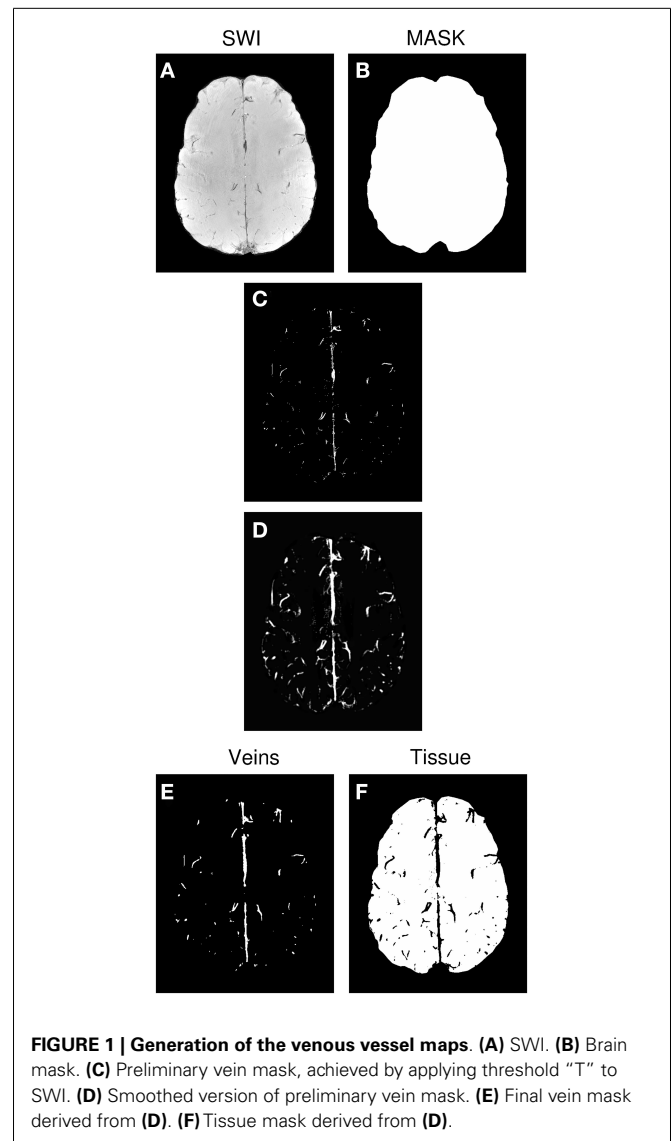 SWI MASK
A B
C
D
Veins Tissue
E F
FIGURE 1 | Generation of the venous vessel maps. (A) SWI. (B) Brain
mask. (C) Preliminary vein mask, achieved by applying threshold “T” to
SWI. (D) Smoothed version of preliminary vein mask. (E) Final vein mask
derived from (D). (F) Tissue mask derived from (D).